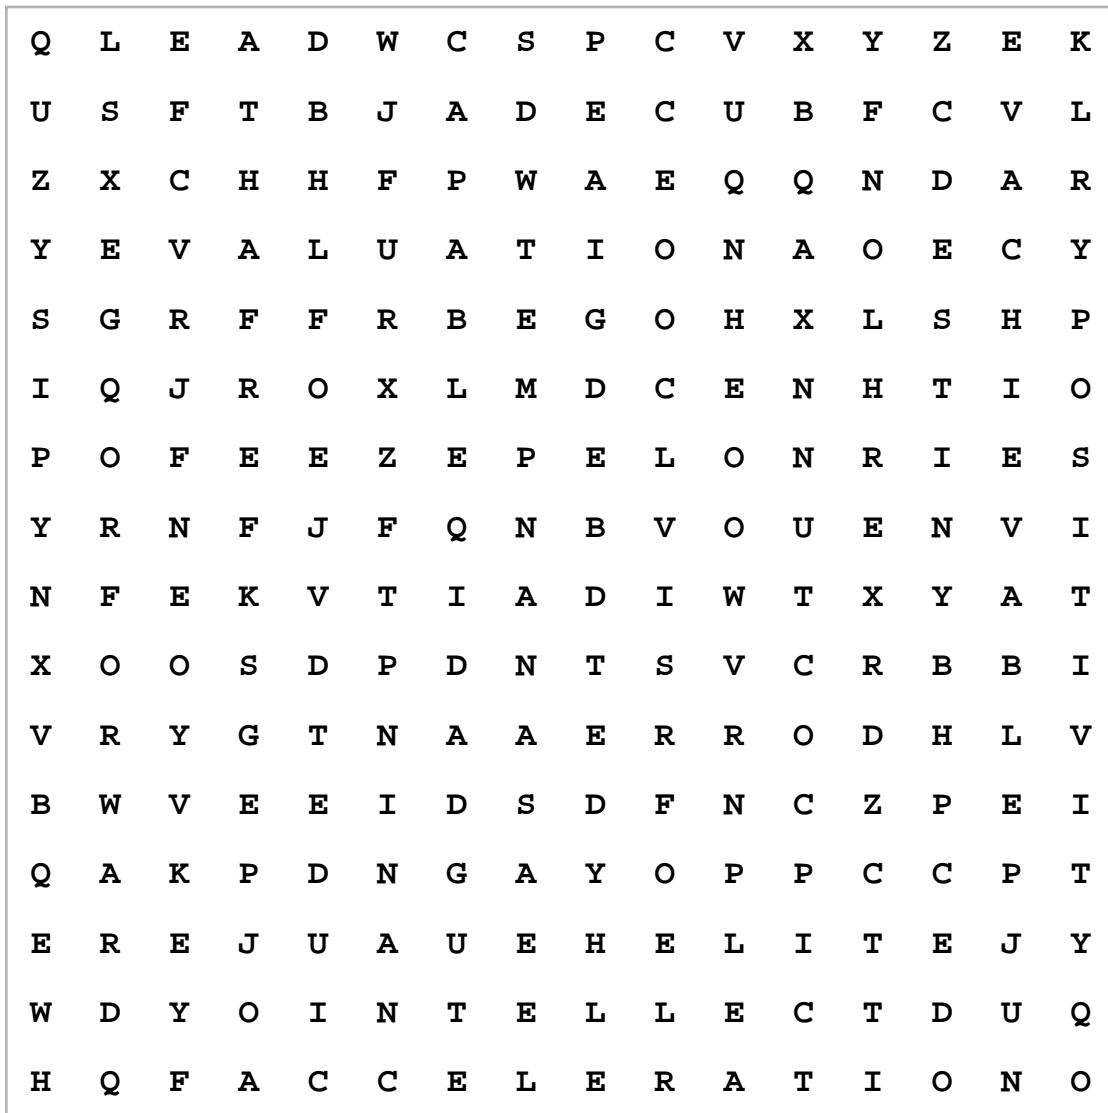 Q L E A D W C S P C V X Y Z E K
U S F T B J A D E C U B F C V L
Z X C H H F P W A E Q Q N D A R
Y E V A L U A T I O N A O E C Y
S G R F F R B E G O H X L S H P
I Q J R O X L M D C E N H T I O
P O F E E Z E P E L O N R I E S
Y R N F J F Q N B V O U E N V I
N F E K V T I A D I W T X Y A T
X O O S D P D N T S V C R B B I
V R Y G T N A A E R R O D H L V
B W V E E I D S D F N C Z P E I
Q A K P D N G A Y O P P C C P T
E R E J U A U E H E L I T E J Y
W D Y O I N T E L L E C T D U Q
H Q F A C C E L E R A T I O N O